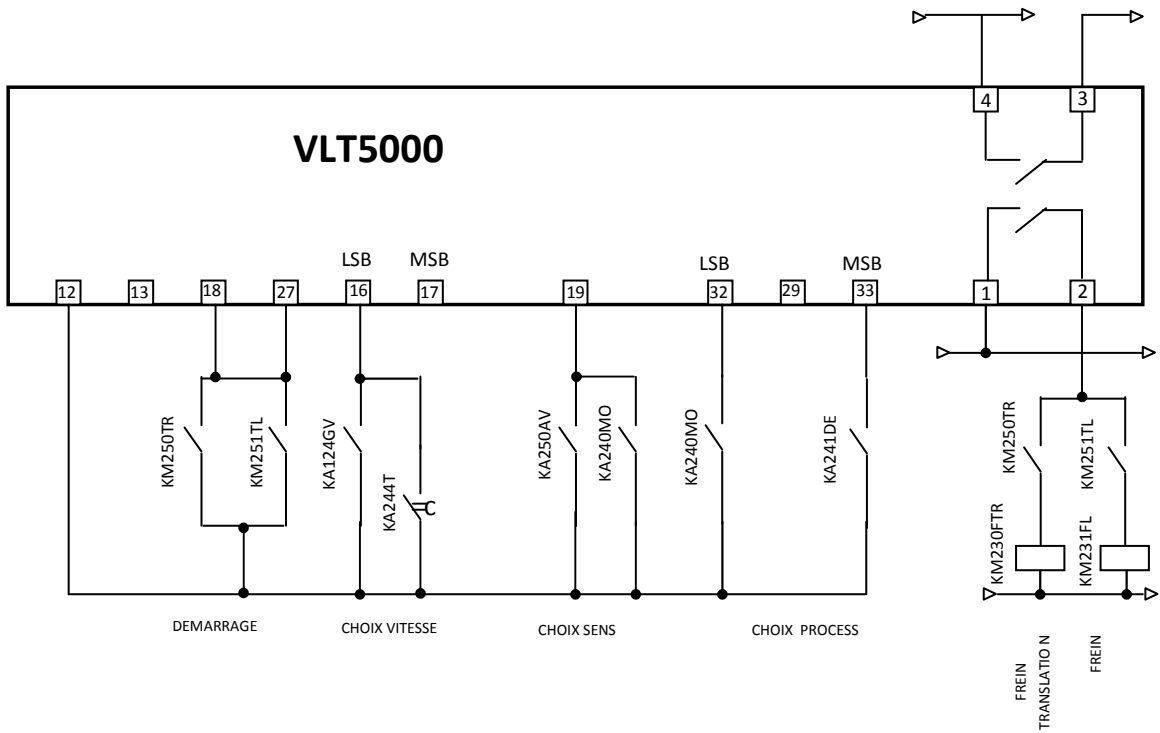 4
3
VLT5000
LSB
MSB
LSB
MSB
12
13
18
27
16
17
19
32
29
33
1
2
KM250TR
KM251TL
KA124GV
KA244T
KA250AV
KA240MO
KA240MO
KA241DE
KM250TR
KM251TL
KM230FTR
KM231FL
DEMARRAGE
CHOIX VITESSE
CHOIX SENS
CHOIX PROCESS
FREIN
TRANSLATIO N
FREIN